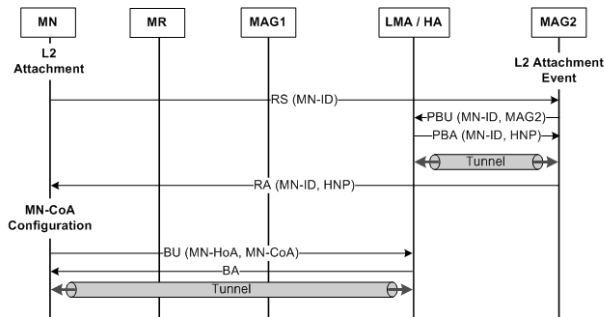 MN
MR
MAG1
LMA / HA
MAG2
L2
Attachment
L2 Attachment
Event
RS (MN-ID)
PBU (MN-ID, MAG2)
PBA (MN-ID, HNP)
Tunnel
RA (MN-ID, HNP)
MN-CoA
Configuration
BU (MN-HoA, MN-CoA)
BA
Tunnel